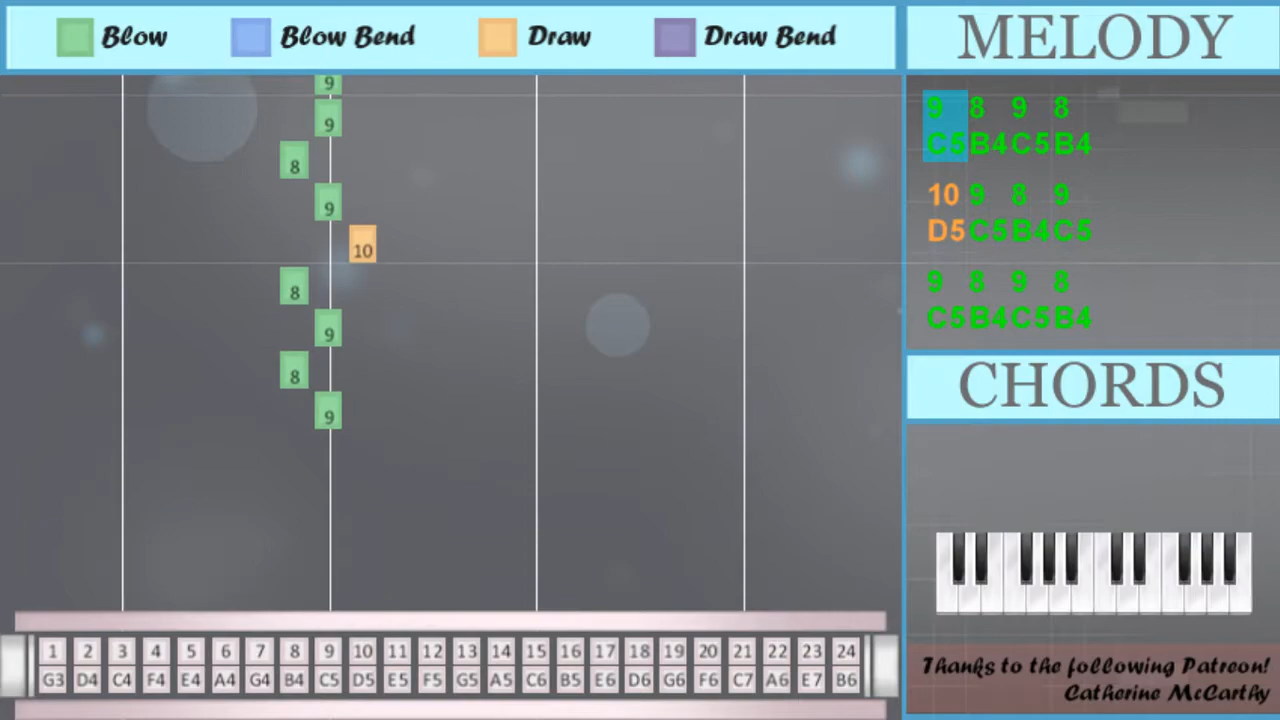 Blow Blow Bend Draw Draw Bend
MELODY
9
9
8
9
10
8
9
8
9
9 8 9 8
C5 B4 C5 B4
10 9 8 9
D5 C5 B4 C5
9 8 9 8
C5 B4 C5 B4
CHORDS
1 2 3 4 5 6 7 8 9 10 11 12 13 14 15 16 17 18 19 20 21 22 23 24
G3 D4 C4 F4 E4 A4 G4 B4 C5 D5 E5 F5 G5 A5 C6 B5 E6 D6 G6 F6 C7 A6 E7 B6
Thanks to the following Patreon!
Catherine McCarthy